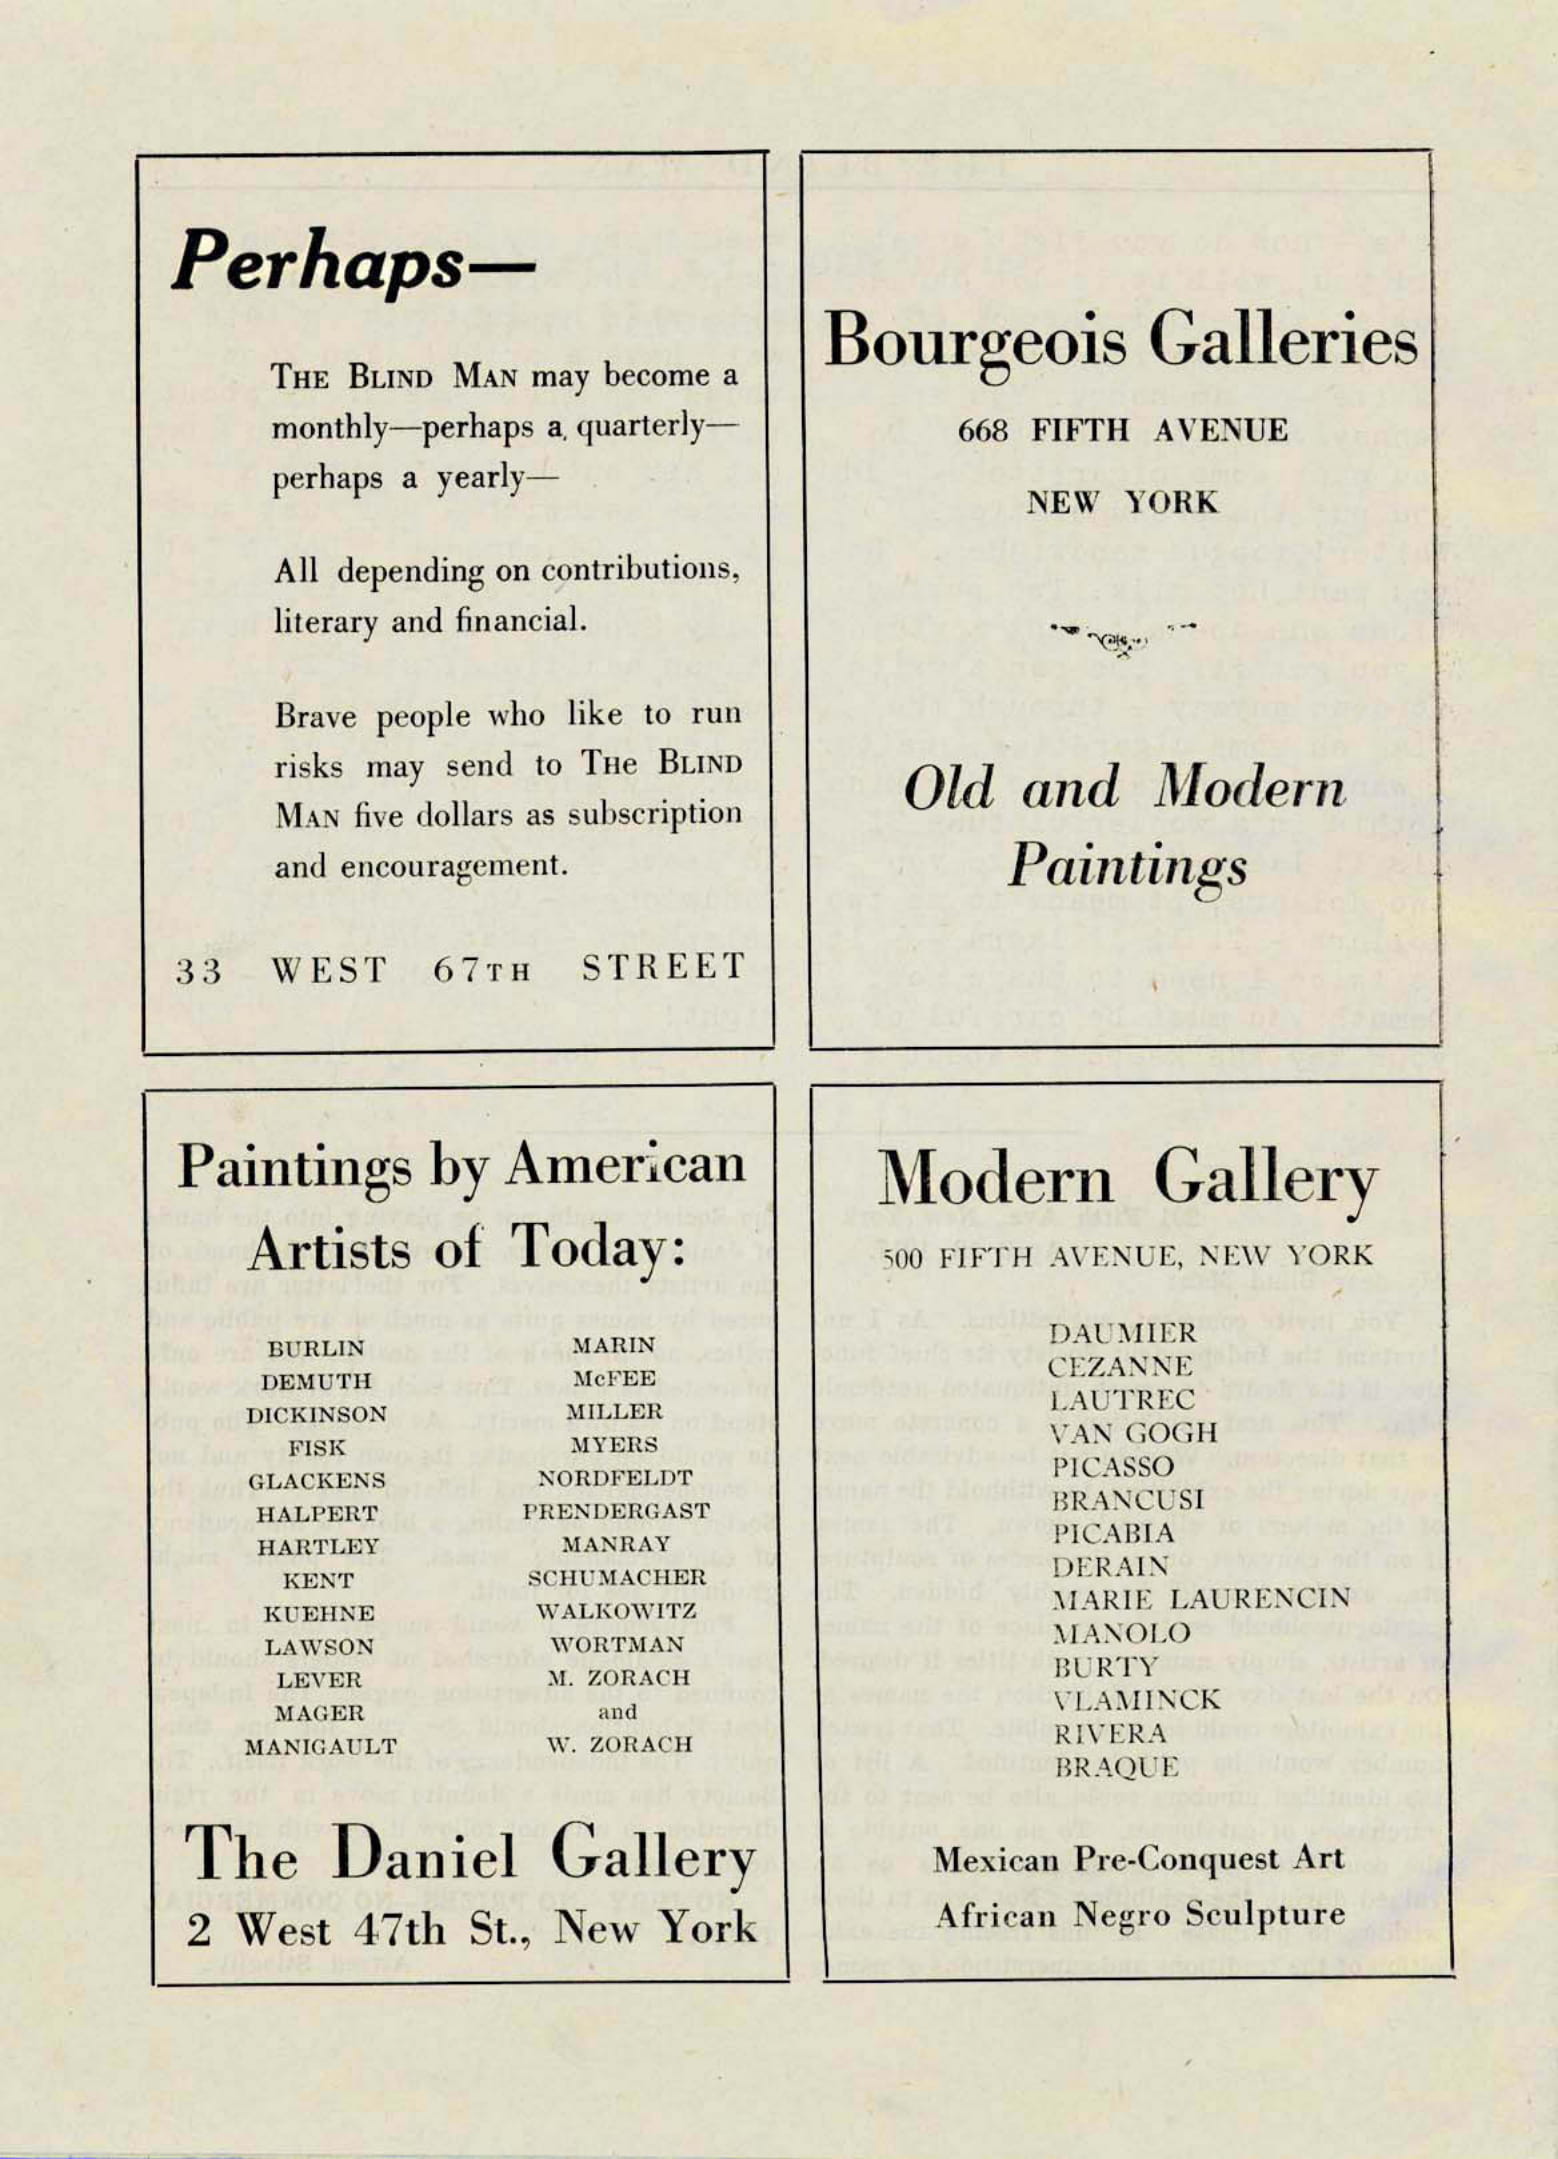 Perhaps—
THE BLIND MAN may become a
monthly—perhaps a quarterly—
perhaps a yearly—
All depending on contributions,
literary and financial.
Brave people who like to run
risks may send to THE BLIND
MAN five dollars as subscription
and encouragement.
33 WEST 67TH STREET
Bourgeois Galleries
668 FIFTH AVENUE
NEW YORK
Old and Modern
Paintings
Paintings by American
Artists of Today:
BURLIN
DEMUTH
DICKINSON
FISK
GLACKENS
HALPERT
HARTLEY
KENT
KUEHNE
LAWSON
LEVER
MAGER
MANIGAULT
MARIN
McFEE
MILLER
MYERS
NORDFELDT
PRENDERGAST
MANRAY
SCHUMACHER
WALKOWITZ
WORTMAN
M. ZORACH
and
W. ZORACH
The Daniel Gallery
2 West 47th St., New York
Modern Gallery
500 FIFTH AVENUE, NEW YORK
DAUMIER
CEZANNE
LAUTREC
VAN GOGH
PICASSO
BRANCUSI
PICABIA
DERAIN
MARIE LAURENCIN
MANOLO
BURTY
VLAMINCK
RIVERA
BRAQUE
Mexican Pre-Conquest Art
African Negro Sculpture